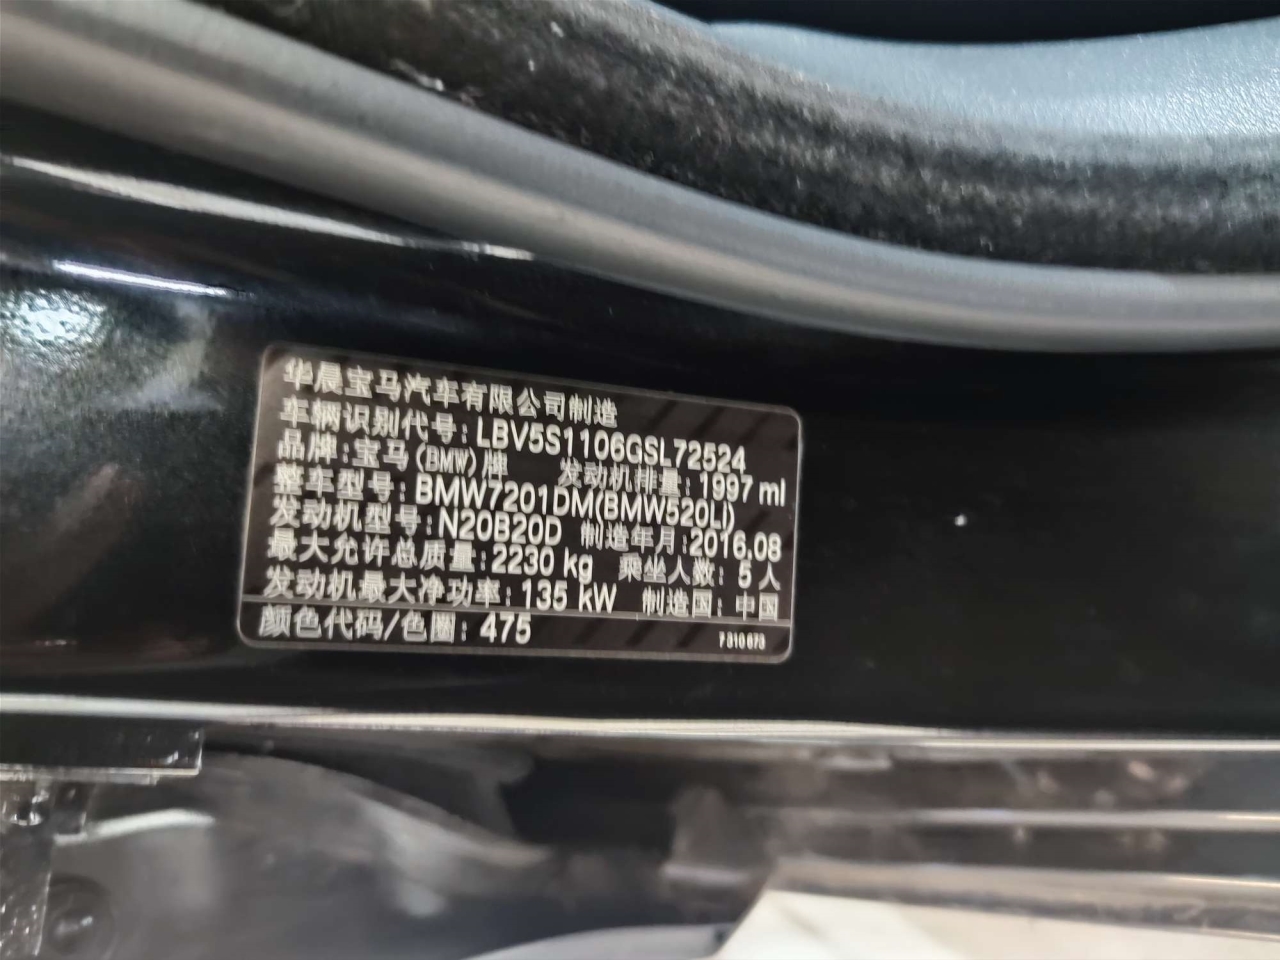 华晨宝马汽车有限公司制造
车辆识别代号: LBV5S1106GSL72524
品牌: 宝马(BMW)牌 发动机排量: 1997 ml
整车型号: BMW7201DM(BMW520Li)
发动机型号: N20B20D 制造年月: 2016.08
最大允许总质量: 2230 kg 乘坐人数: 5 人
发动机最大净功率: 135 kW 制造国: 中国
颜色代码/色圈: 475
7 310 673